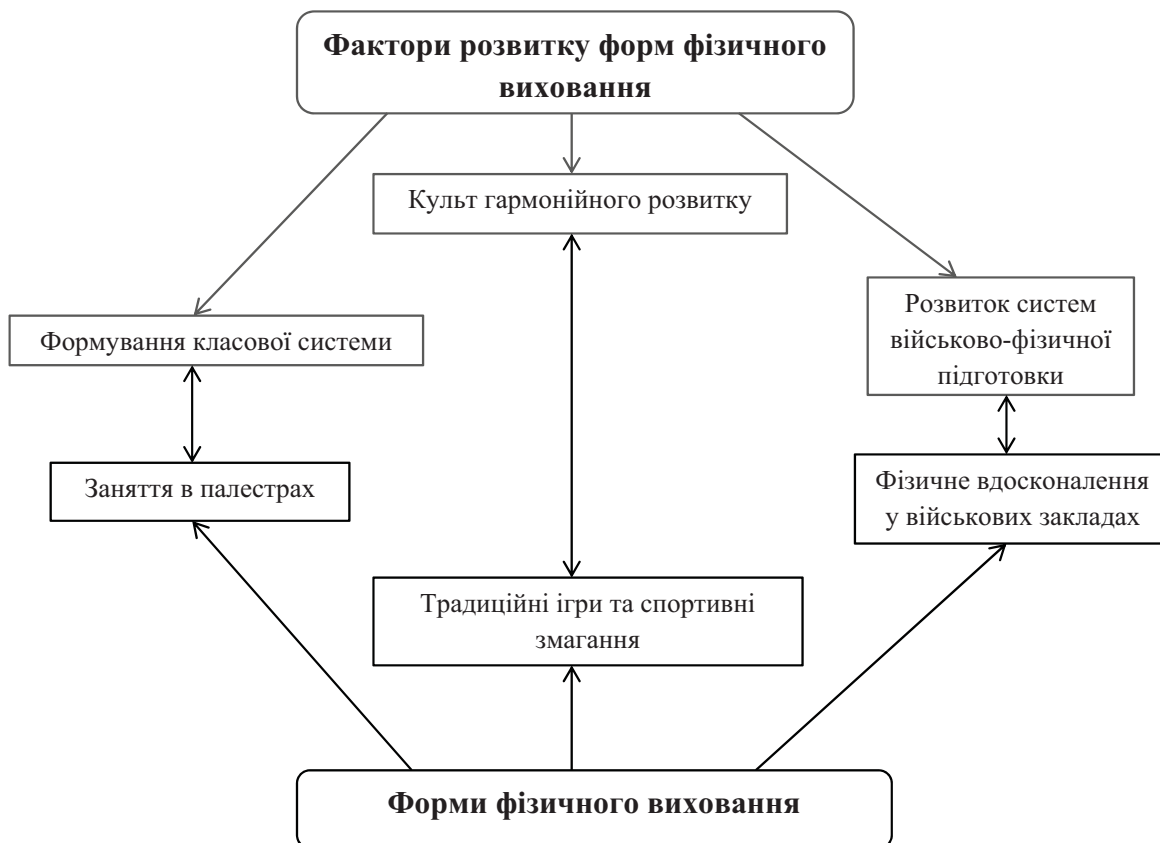 Фактори розвитку форм фізичного
виховання
Культ гармонійного розвитку
Формування класової системи
Розвиток систем
військово-фізичної
підготовки
Заняття в палестрах
Фізичне вдосконалення
у військових закладах
Традиційні ігри та спортивні
змагання
Форми фізичного виховання